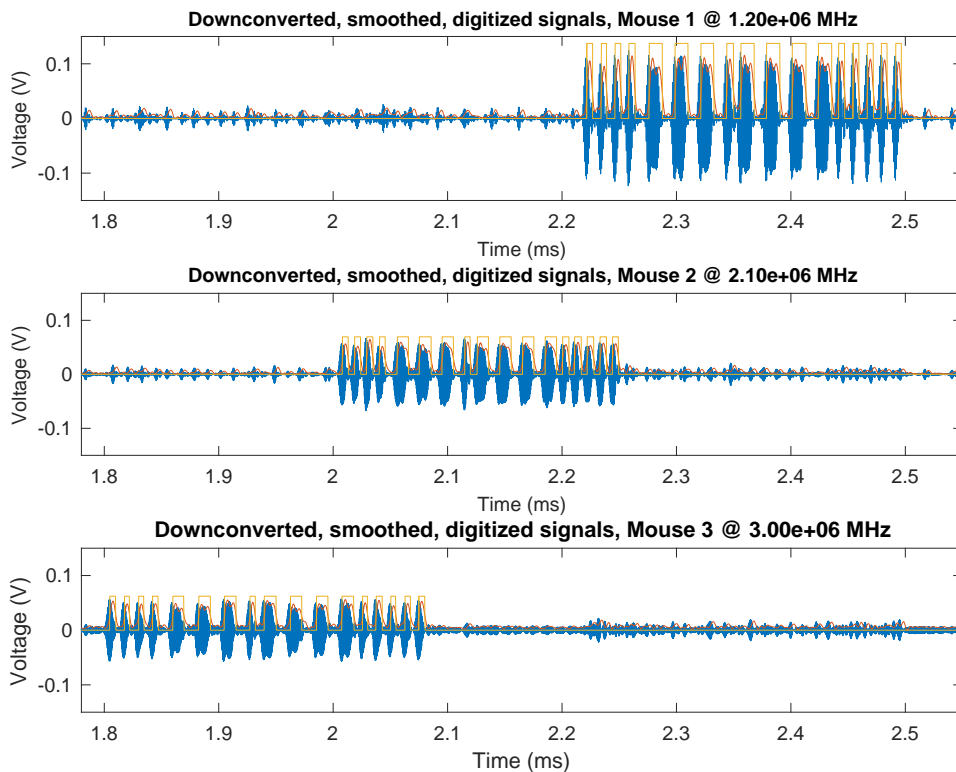 Downconverted, smoothed, digitized signals, Mouse 1 @ 1.20e+06 MHz
Voltage (V)
0.1
0
-0.1
1.8 1.9 2 2.1 2.2 2.3 2.4 2.5
Time (ms)
Downconverted, smoothed, digitized signals, Mouse 2 @ 2.10e+06 MHz
Voltage (V)
0.1
0
-0.1
1.8 1.9 2 2.1 2.2 2.3 2.4 2.5
Time (ms)
Downconverted, smoothed, digitized signals, Mouse 3 @ 3.00e+06 MHz
Voltage (V)
0.1
0
-0.1
1.8 1.9 2 2.1 2.2 2.3 2.4 2.5
Time (ms)